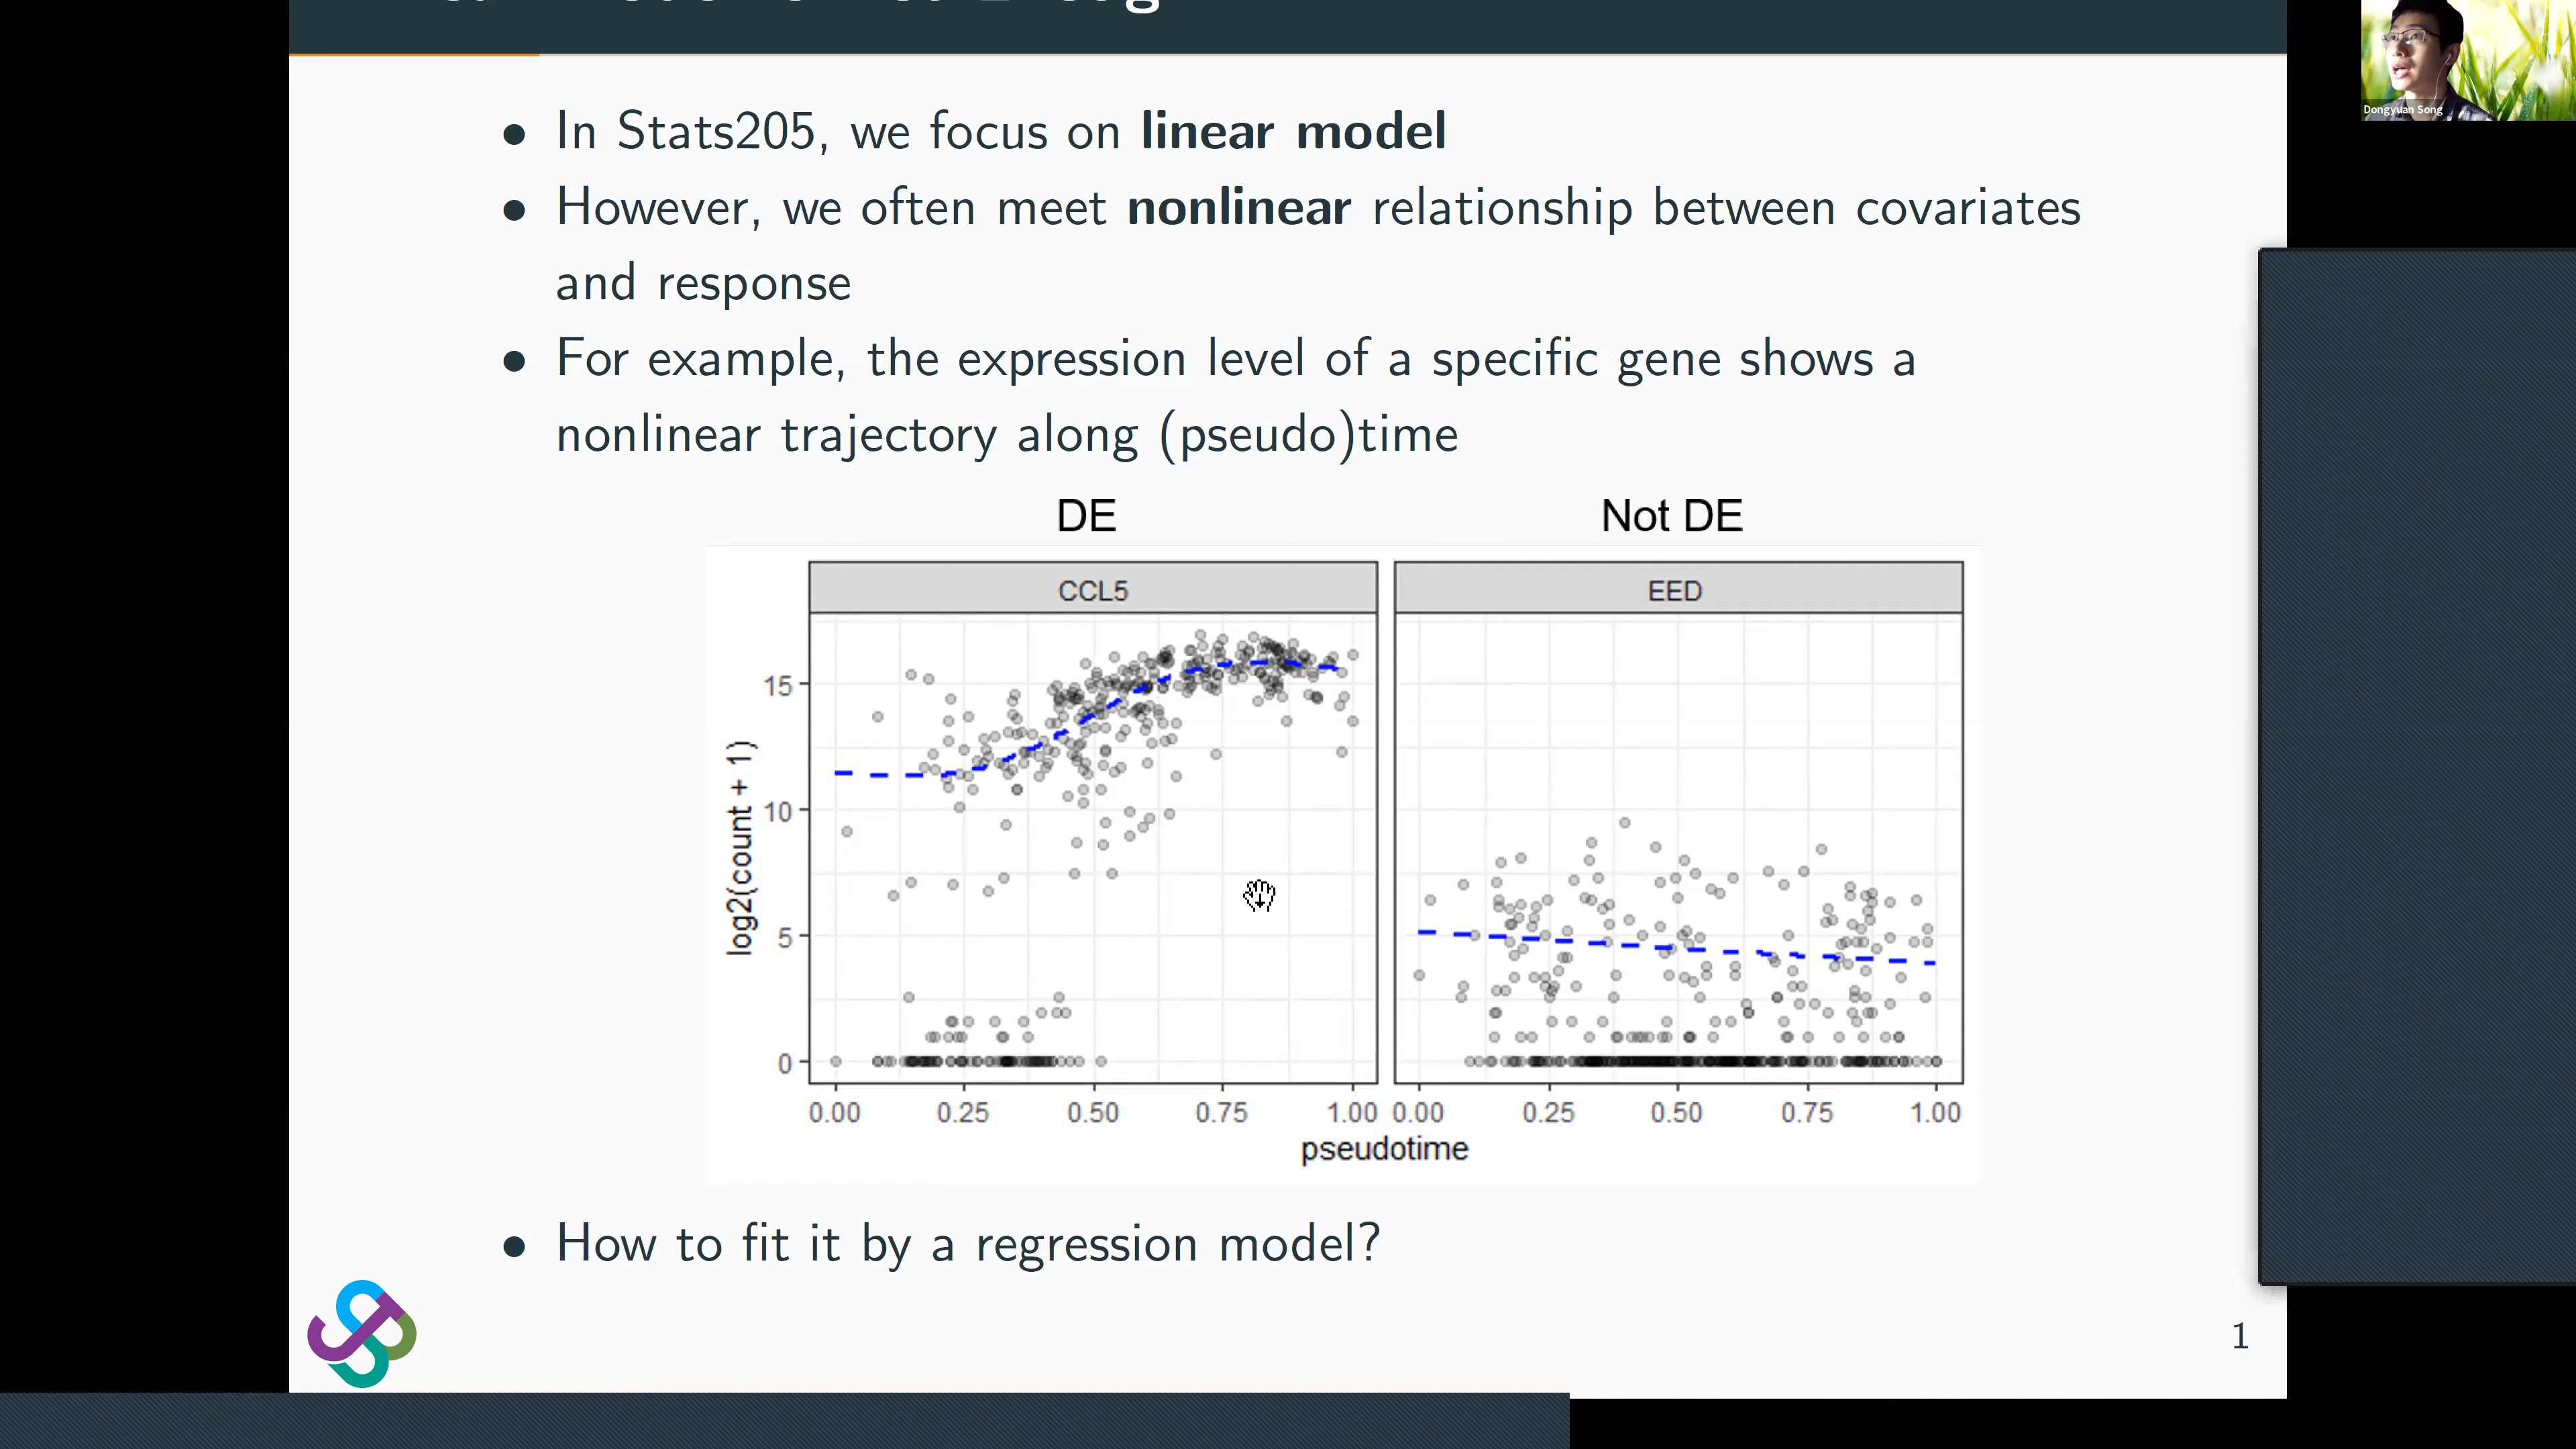 Dongyuan Song
• In Stats205, we focus on linear model
• However, we often meet nonlinear relationship between covariates
and response
• For example, the expression level of a specific gene shows a
nonlinear trajectory along (pseudo)time
DE
Not DE
CCL5
EED
log2(count + 1)
15
10
5
0
0.00 0.25 0.50 0.75 1.00 0.00 0.25 0.50 0.75 1.00
pseudotime
• How to fit it by a regression model?
1